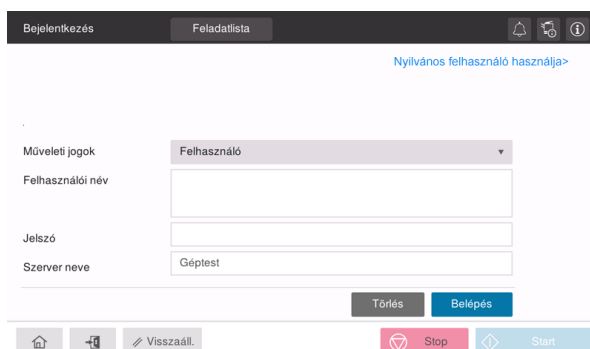 Bejelentkezés
Feladatlista
Nyilvános felhasználó használja>
Műveleti jogok
Felhasználó
Felhasználói név
Jelszó
Szerver neve
Géptest
Törlés
Belépés
Visszaáll.
Stop
Start